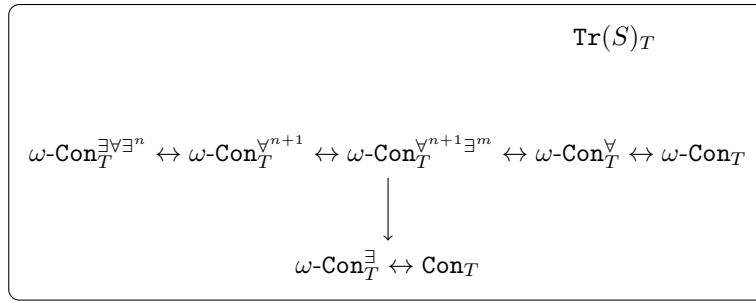 Tr(S)_T
ω-Con_T^{∃∀∃^n} ↔ ω-Con_T^{∀^{n+1}} ↔ ω-Con_T^{∀^{n+1}∃^m} ↔ ω-Con_T^∀ ↔ ω-Con_T
ω-Con_T^∃ ↔ Con_T